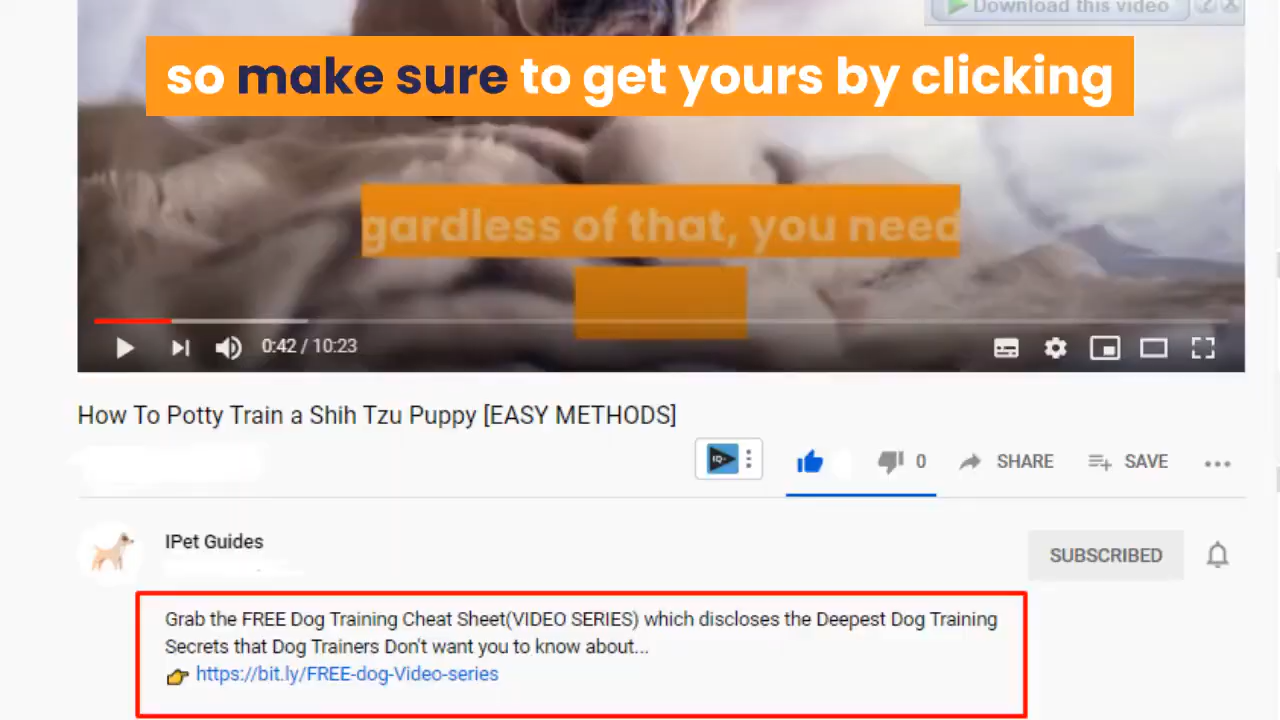 Download this video
so make sure to get yours by clicking
gardless of that, you need
0:42 / 10:23
How To Potty Train a Shih Tzu Puppy [EASY METHODS]
IQ
0
SHARE
SAVE
IPet Guides
SUBSCRIBED
Grab the FREE Dog Training Cheat Sheet(VIDEO SERIES) which discloses the Deepest Dog Training
Secrets that Dog Trainers Don't want you to know about...
👉 https://bit.ly/FREE-dog-Video-series